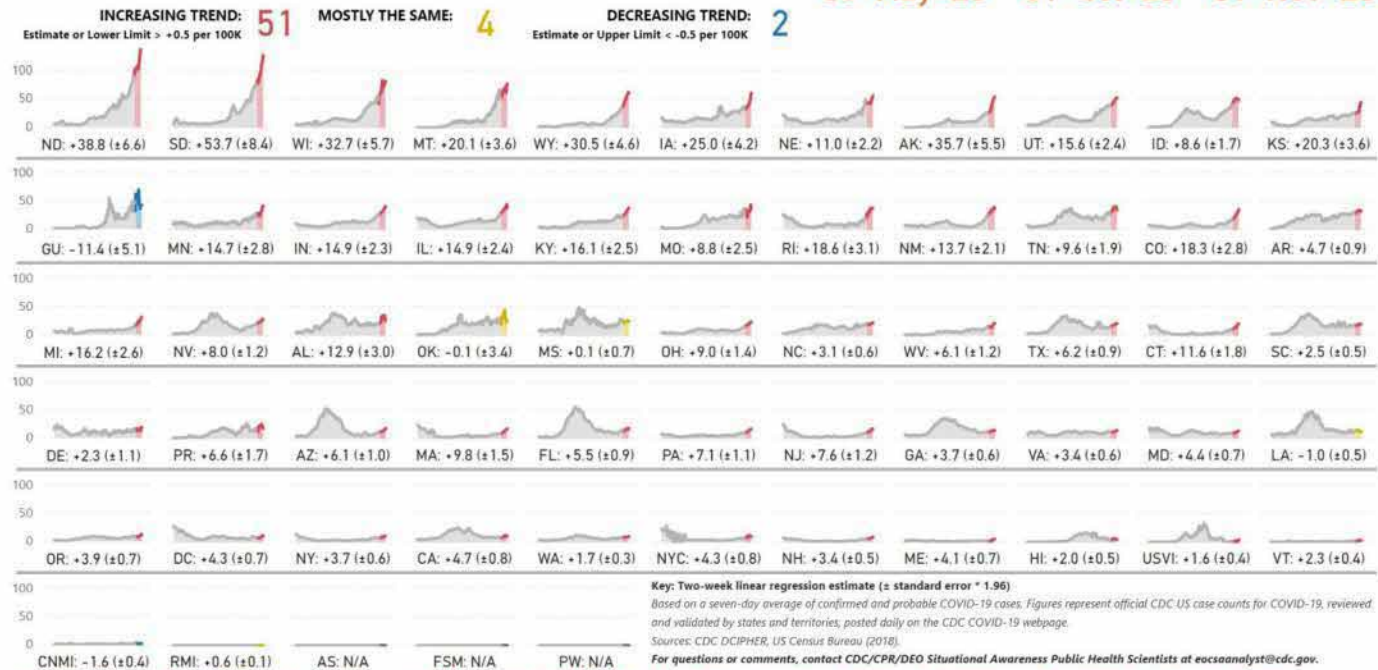 INCREASING TREND: 51 MOSTLY THE SAME: 4 DECREASING TREND: 2
Estimate or Lower Limit > +0.5 per 100K Estimate or Upper Limit < -0.5 per 100K
100
50
0
ND: +38.8 (±6.6) SD: +53.7 (±8.4) WI: +32.7 (±5.7) MT: +20.1 (±3.6) WY: +30.5 (±4.6) IA: +25.0 (±4.2) NE: +11.0 (±2.2) AK: +35.7 (±5.5) UT: +15.6 (±2.4) ID: +8.6 (±1.7) KS: +20.3 (±3.6)
100
50
0
GU: -11.4 (±5.1) MN: +14.7 (±2.8) IN: +14.9 (±2.3) IL: +14.9 (±2.4) KY: +16.1 (±2.5) MO: +8.8 (±2.5) RI: +18.6 (±3.1) NM: +13.7 (±2.1) TN: +9.6 (±1.9) CO: +18.3 (±2.8) AR: +4.7 (±0.9)
100
50
0
MI: +16.2 (±2.6) NV: +8.0 (±1.2) AL: +12.9 (±3.0) OK: -0.1 (±3.4) MS: +0.1 (±0.7) OH: +9.0 (±1.4) NC: +3.1 (±0.6) WV: +6.1 (±1.2) TX: +6.2 (±0.9) CT: +11.6 (±1.8) SC: +2.5 (±0.5)
100
50
0
DE: +2.3 (±1.1) PR: +6.6 (±1.7) AZ: +6.1 (±1.0) MA: +9.8 (±1.5) FL: +5.5 (±0.9) PA: +7.1 (±1.1) NJ: +7.6 (±1.2) GA: +3.7 (±0.6) VA: +3.4 (±0.6) MD: +4.4 (±0.7) LA: -1.0 (±0.5)
100
50
0
OR: +3.9 (±0.7) DC: +4.3 (±0.7) NY: +3.7 (±0.6) CA: +4.7 (±0.8) WA: +1.7 (±0.3) NYC: +4.3 (±0.8) NH: +3.4 (±0.5) ME: +4.1 (±0.7) HI: +2.0 (±0.5) USVI: +1.6 (±0.4) VT: +2.3 (±0.4)
100
50
0
CNMI: -1.6 (±0.4) RMI: +0.6 (±0.1) AS: N/A FSM: N/A PW: N/A
Key: Two-week linear regression estimate (± standard error * 1.96)
Based on a seven-day average of confirmed and probable COVID-19 cases. Figures represent official CDC US case counts for COVID-19, reviewed
and validated by states and territories, posted daily on the CDC COVID-19 webpage.
Sources: CDC DCIPHER, US Census Bureau (2018).
For questions or comments, contact CDC/CPR/DEO Situational Awareness Public Health Scientists at eocsaanalyst@cdc.gov.